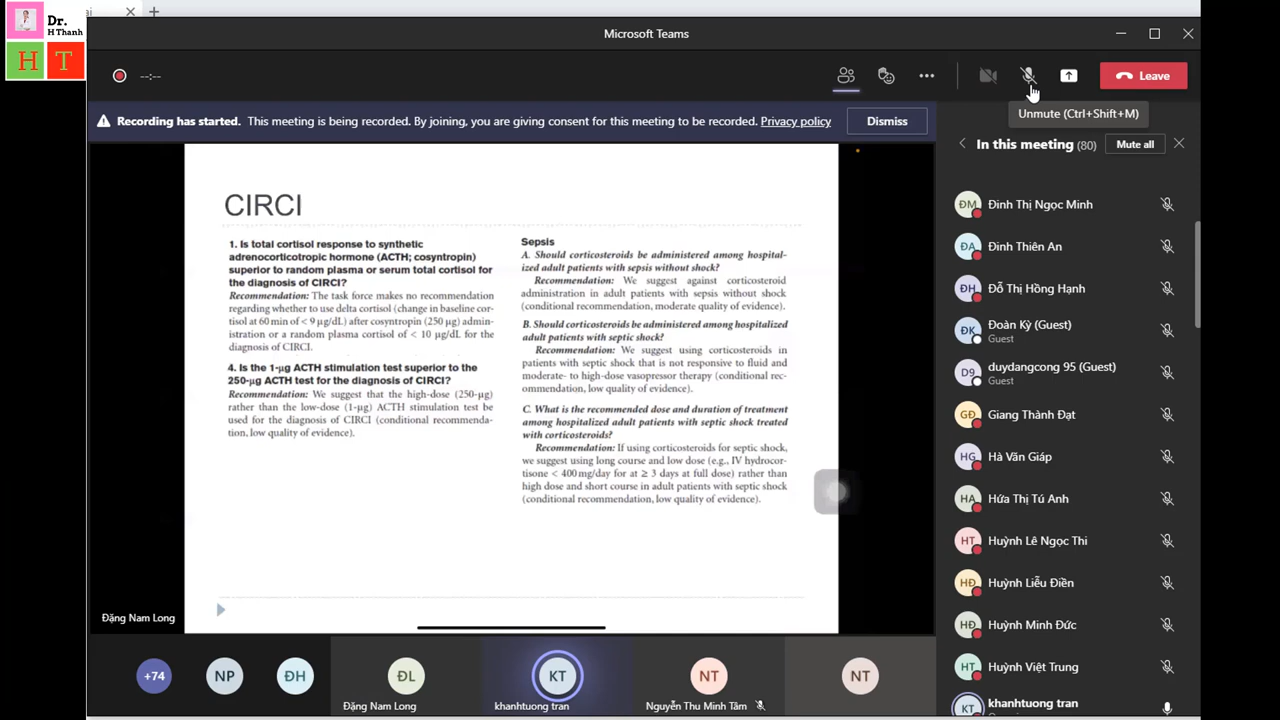 Dr.
H Thanh
H T
ai
Microsoft Teams
--:--
Leave
Unmute (Ctrl+Shift+M)
Recording has started. This meeting is being recorded. By joining, you are giving consent for this meeting to be recorded. Privacy policy
Dismiss
In this meeting (80)
Mute all
CIRCI
1. Is total cortisol response to synthetic
adrenocorticotropic hormone (ACTH; cosyntropin)
superior to random plasma or serum total cortisol for
the diagnosis of CIRCI?
Recommendation: The task force makes no recommendation
regarding whether to use delta cortisol (change in baseline cor-
tisol at 60 min of < 9 µg/dL) after cosyntropin (250 µg) admin-
istration or a random plasma cortisol of < 10 µg/dL for the
diagnosis of CIRCI.
4. Is the 1-µg ACTH stimulation test superior to the
250-µg ACTH test for the diagnosis of CIRCI?
Recommendation: We suggest that the high-dose (250-µg)
rather than the low-dose (1-µg) ACTH stimulation test be
used for the diagnosis of CIRCI (conditional recommenda-
tion, low quality of evidence).
Sepsis
A. Should corticosteroids be administered among hospital-
ized adult patients with sepsis without shock?
Recommendation: We suggest against corticosteroid
administration in adult patients with sepsis without shock
(conditional recommendation, moderate quality of evidence).
B. Should corticosteroids be administered among hospitalized
adult patients with septic shock?
Recommendation: We suggest using corticosteroids in
patients with septic shock that is not responsive to fluid and
moderate- to high-dose vasopressor therapy (conditional rec-
ommendation, low quality of evidence).
C. What is the recommended dose and duration of treatment
among hospitalized adult patients with septic shock treated
with corticosteroids?
Recommendation: If using corticosteroids for septic shock,
we suggest using long course and low dose (e.g., IV hydrocor-
tisone < 400 mg/day for at ≥ 3 days at full dose) rather than
high dose and short course in adult patients with septic shock
(conditional recommendation, low quality of evidence).
Đặng Nam Long
ĐM Đinh Thị Ngọc Minh
ĐA Đinh Thiên An
ĐH Đỗ Thị Hồng Hạnh
ĐK Đoàn Kỳ (Guest)
Guest
D9 duydangcong 95 (Guest)
Guest
GĐ Giang Thành Đạt
HG Hà Văn Giáp
HA Hứa Thị Tú Anh
HT Huỳnh Lê Ngọc Thi
HĐ Huỳnh Liễu Điền
HĐ Huỳnh Minh Đức
HT Huỳnh Việt Trung
KT khanhtuong tran
+74
NP
ĐH
ĐL
Đặng Nam Long
KT
khanhtuong tran
NT
Nguyễn Thu Minh Tâm
NT